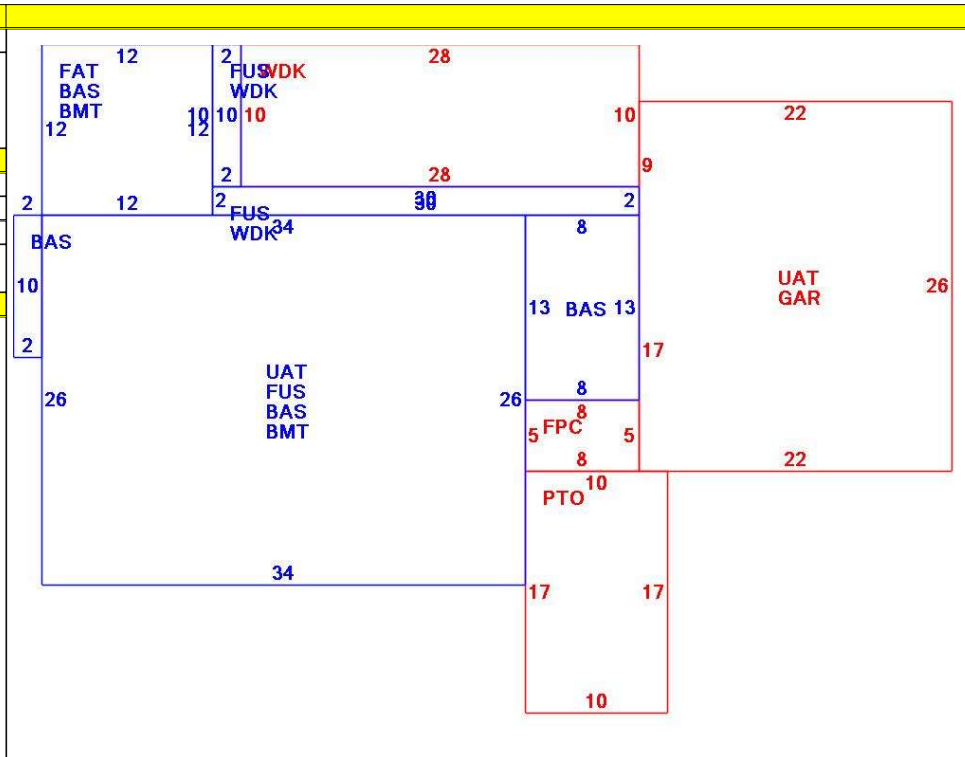 12 2 28
FAT FUS WDK
BAS WDK
BMT
12 10 12 10 10 10 22
9
2 28
2 12 2 30 30 2
FUS
WDK 34 8
BAS
10 13 BAS 13 UAT 26
GAR
2 17
UAT 8
26 FUS 26 8
BAS 5 FPC 5
BMT 8 22
10
PTO
34 17 17
10